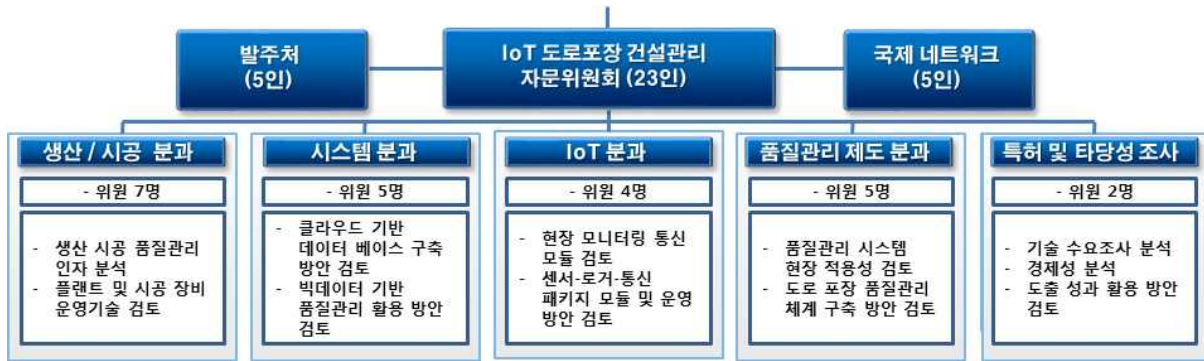 발주처
(5인)
IoT 도로포장 건설관리
자문위원회 (23인)
국제 네트워크
(5인)
생산 / 시공 분과
- 위원 7명
- 생산 시공 품질관리
인자 분석
- 플랜트 및 시공 장비
운영기술 검토
시스템 분과
- 위원 5명
- 클라우드 기반
데이터 베이스 구축
방안 검토
- 빅데이터 기반
품질관리 활용 방안
검토
IoT 분과
- 위원 4명
- 현장 모니터링 통신
모듈 검토
- 센서-로거-통신
패키지 모듈 및 운영
방안 검토
품질관리 제도 분과
- 위원 5명
- 품질관리 시스템
현장 적용성 검토
- 도로 포장 품질관리
체계 구축 방안 검토
특허 및 타당성 조사
- 위원 2명
- 기술 수요조사 분석
- 경제성 분석
- 도출 성과 활용 방안
검토